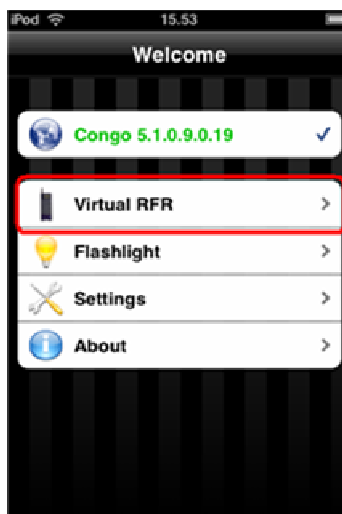 iPod 15.53
Welcome
Congo 5.1.0.9.0.19
Virtual RFR
Flashlight
Settings
About